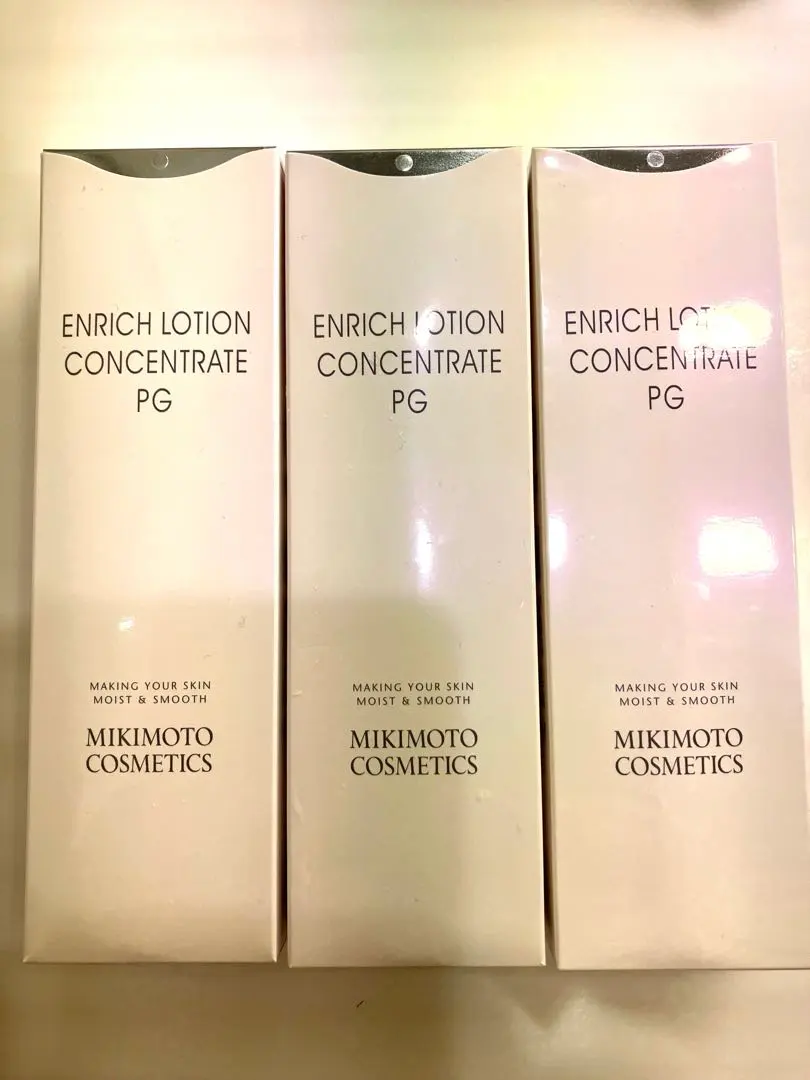 ENRICH LOTION
CONCENTRATE
PG
MAKING YOUR SKIN
MOIST & SMOOTH
MIKIMOTO
COSMETICS
ENRICH LOTION
CONCENTRATE
PG
MAKING YOUR SKIN
MOIST & SMOOTH
MIKIMOTO
COSMETICS
ENRICH LOTION
CONCENTRATE
PG
MAKING YOUR SKIN
MOIST & SMOOTH
MIKIMOTO
COSMETICS